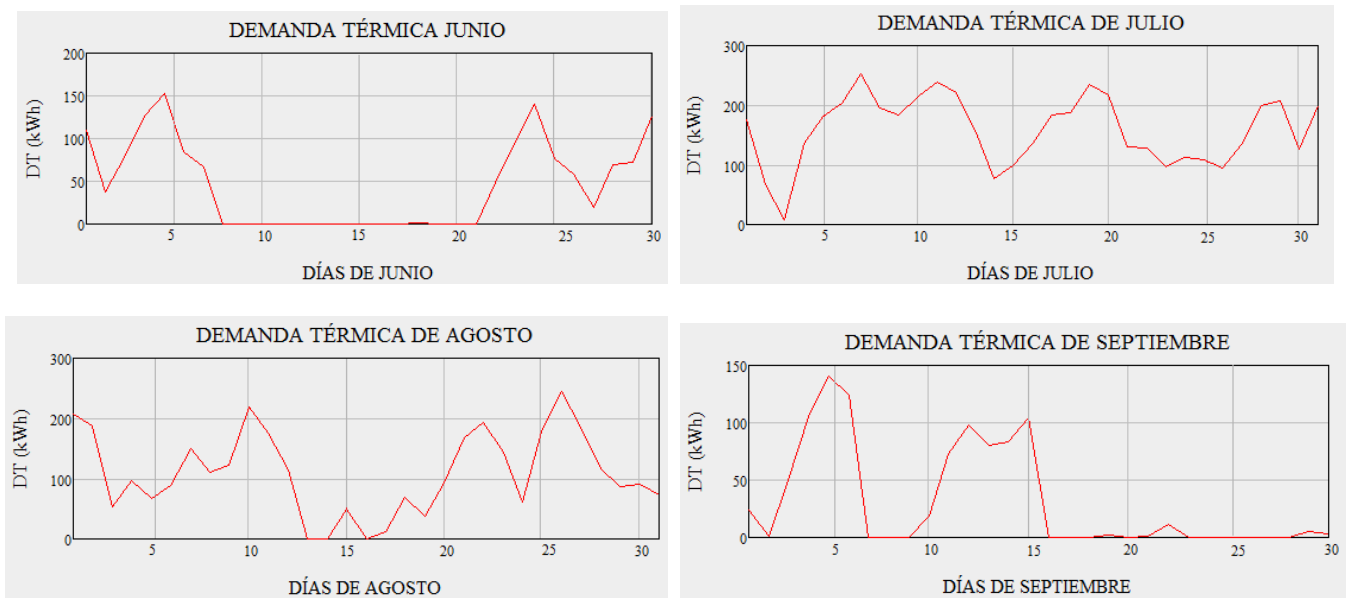 DEMANDA TÉRMICA JUNIO
200
150
100
50
0
DT (kWh)
5 10 15 20 25 30
DÍAS DE JUNIO
DEMANDA TÉRMICA DE JULIO
300
200
100
0
DT (kWh)
5 10 15 20 25 30
DÍAS DE JULIO
DEMANDA TÉRMICA DE AGOSTO
300
200
100
0
DT (kWh)
5 10 15 20 25 30
DÍAS DE AGOSTO
DEMANDA TÉRMICA DE SEPTIEMBRE
150
100
50
0
DT (kWh)
5 10 15 20 25 30
DÍAS DE SEPTIEMBRE